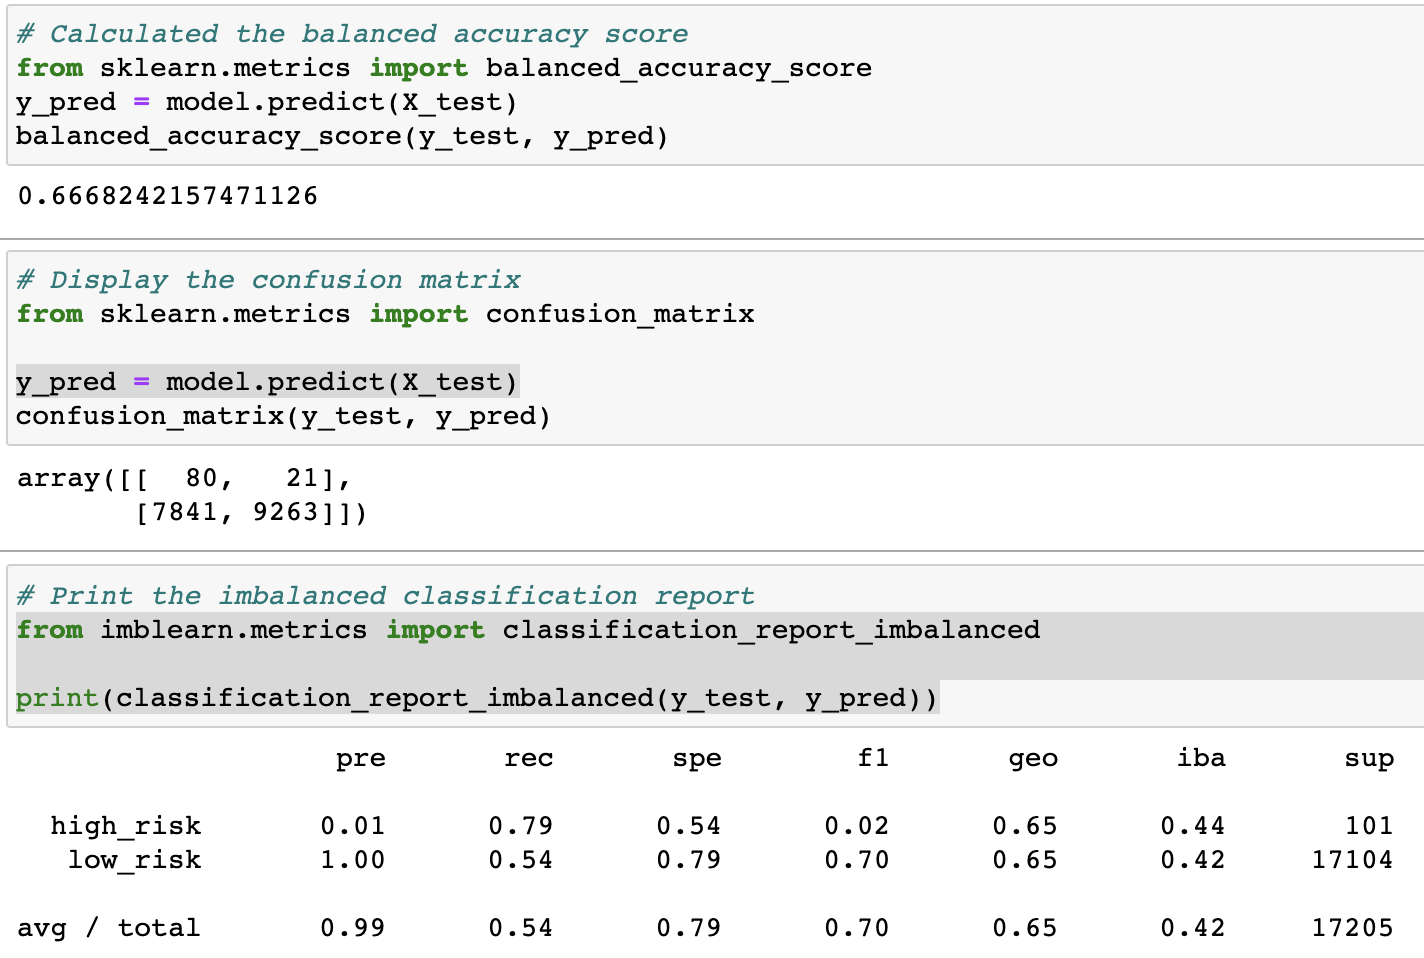 # Calculated the balanced accuracy score
from sklearn.metrics import balanced_accuracy_score
y_pred = model.predict(X_test)
balanced_accuracy_score(y_test, y_pred)
0.6668242157471126
# Display the confusion matrix
from sklearn.metrics import confusion_matrix
y_pred = model.predict(X_test)
confusion_matrix(y_test, y_pred)
array([[  80,   21],
       [7841, 9263]])
# Print the imbalanced classification report
from imblearn.metrics import classification_report_imbalanced
print(classification_report_imbalanced(y_test, y_pred))
                   pre       rec       spe        f1       geo       iba       sup
  high_risk       0.01      0.79      0.54      0.02      0.65      0.44       101
   low_risk       1.00      0.54      0.79      0.70      0.65      0.42     17104
avg / total       0.99      0.54      0.79      0.70      0.65      0.42     17205